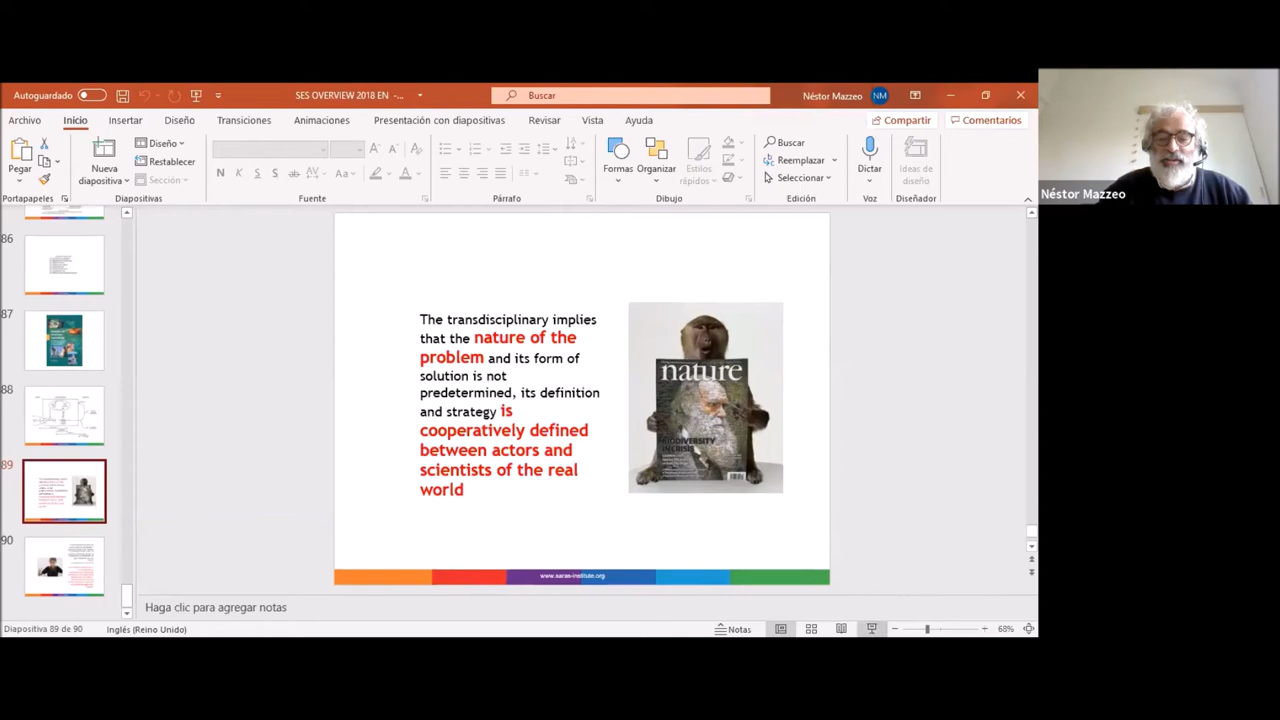 Autoguardado
SES OVERVIEW 2018 EN -...
Buscar
Néstor Mazzeo NM
Archivo Inicio Insertar Diseño Transiciones Animaciones Presentación con diapositivas Revisar Vista Ayuda Compartir Comentarios
Pegar
Nueva diapositiva
Diseño
Restablecer
Sección
N K S S
Formas
Organizar
Estilos rápidos
Buscar
Reemplazar
Seleccionar
Dictar
Ideas de diseño
Portapapeles Diapositivas Fuente Párrafo Dibujo Edición Voz Diseñador
Néstor Mazzeo
86
87
88
89
90
The transdisciplinary implies
that the nature of the
problem and its form of
solution is not
predetermined, its definition
and strategy is
cooperatively defined
between actors and
scientists of the real
world
nature
BIODIVERSITY
IN CRISIS
www.saras-institute.org
Haga clic para agregar notas
Diapositiva 89 de 90 Inglés (Reino Unido) Notas 68%